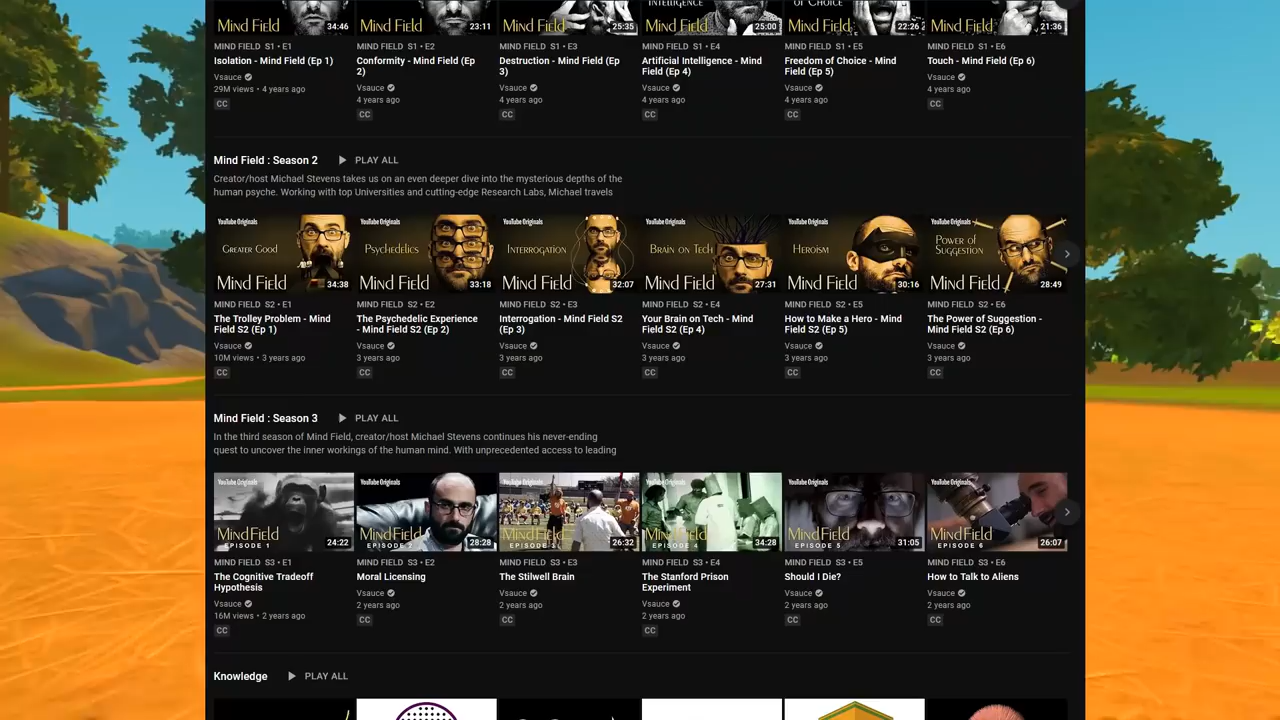 INTELLIGENCE
OF CHOICE
Mind Field 34:46
Mind Field 23:11
Mind Field 25:35
Mind Field 25:00
Mind Field 22:26
Mind Field 21:36
MIND FIELD S1 • E1
Isolation - Mind Field (Ep 1)
Vsauce
29M views • 4 years ago
CC
MIND FIELD S1 • E2
Conformity - Mind Field (Ep
2)
Vsauce
4 years ago
CC
MIND FIELD S1 • E3
Destruction - Mind Field (Ep
3)
Vsauce
4 years ago
CC
MIND FIELD S1 • E4
Artificial Intelligence - Mind
Field (Ep 4)
Vsauce
4 years ago
CC
MIND FIELD S1 • E5
Freedom of Choice - Mind
Field (Ep 5)
Vsauce
4 years ago
CC
MIND FIELD S1 • E6
Touch - Mind Field (Ep 6)
Vsauce
4 years ago
CC
Mind Field : Season 2 PLAY ALL
Creator/host Michael Stevens takes us on an even deeper dive into the mysterious depths of the
human psyche. Working with top Universities and cutting-edge Research Labs, Michael travels
YouTube Originals
Greater Good
Mind Field 34:38
MIND FIELD S2 • E1
The Trolley Problem - Mind
Field S2 (Ep 1)
Vsauce
10M views • 3 years ago
CC
YouTube Originals
Psychedelics
Mind Field 33:18
MIND FIELD S2 • E2
The Psychedelic Experience
- Mind Field S2 (Ep 2)
Vsauce
3 years ago
CC
YouTube Originals
Interrogation
Mind Field 32:07
MIND FIELD S2 • E3
Interrogation - Mind Field S2
(Ep 3)
Vsauce
3 years ago
CC
YouTube Originals
Brain on Tech
Mind Field 27:31
MIND FIELD S2 • E4
Your Brain on Tech - Mind
Field S2 (Ep 4)
Vsauce
3 years ago
CC
YouTube Originals
Heroism
Mind Field 30:16
MIND FIELD S2 • E5
How to Make a Hero - Mind
Field S2 (Ep 5)
Vsauce
3 years ago
CC
YouTube Originals
Power of
Suggestion
Mind Field 28:49
MIND FIELD S2 • E6
The Power of Suggestion -
Mind Field S2 (Ep 6)
Vsauce
3 years ago
CC
Mind Field : Season 3 PLAY ALL
In the third season of Mind Field, creator/host Michael Stevens continues his never-ending
quest to uncover the inner workings of the human mind. With unprecedented access to leading
YouTube Originals
Mind Field
EPISODE 1 24:22
MIND FIELD S3 • E1
The Cognitive Tradeoff
Hypothesis
Vsauce
16M views • 2 years ago
CC
YouTube Originals
Mind Field
EPISODE 2 28:28
MIND FIELD S3 • E2
Moral Licensing
Vsauce
2 years ago
CC
YouTube Originals
Mind Field
EPISODE 3 26:32
MIND FIELD S3 • E3
The Stilwell Brain
Vsauce
2 years ago
CC
YouTube Originals
Mind Field
EPISODE 4 34:28
MIND FIELD S3 • E4
The Stanford Prison
Experiment
Vsauce
2 years ago
CC
YouTube Originals
Mind Field
EPISODE 5 31:05
MIND FIELD S3 • E5
Should I Die?
Vsauce
2 years ago
CC
YouTube Originals
Mind Field
EPISODE 6 26:07
MIND FIELD S3 • E6
How to Talk to Aliens
Vsauce
2 years ago
CC
Knowledge PLAY ALL